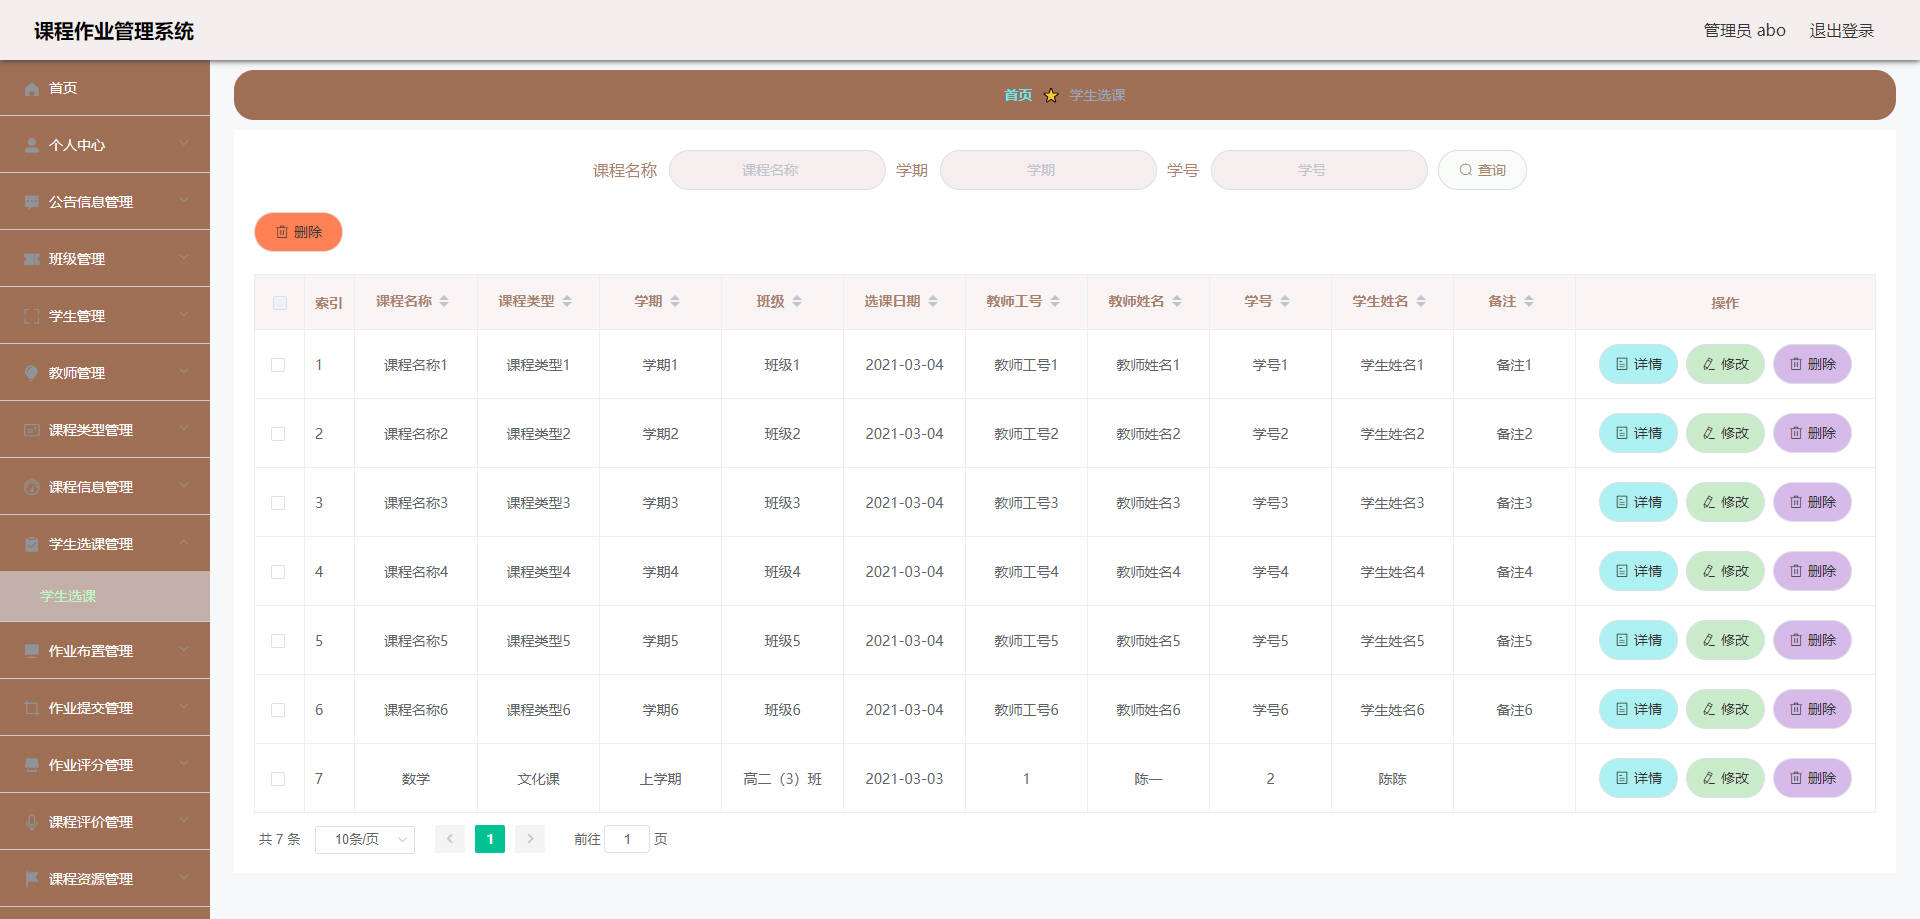 课程作业管理系统
管理员 abo 退出登录
首页
个人中心
公告信息管理
班级管理
学生管理
教师管理
课程类型管理
课程信息管理
学生选课管理
学生选课
作业布置管理
作业提交管理
作业评分管理
课程评价管理
课程资源管理
首页 学生选课
课程名称 课程名称 学期 学期 学号 学号 查询
删除
索引 课程名称 课程类型 学期 班级 选课日期 教师工号 教师姓名 学号 学生姓名 备注 操作
1 课程名称1 课程类型1 学期1 班级1 2021-03-04 教师工号1 教师姓名1 学号1 学生姓名1 备注1 详情 修改 删除
2 课程名称2 课程类型2 学期2 班级2 2021-03-04 教师工号2 教师姓名2 学号2 学生姓名2 备注2 详情 修改 删除
3 课程名称3 课程类型3 学期3 班级3 2021-03-04 教师工号3 教师姓名3 学号3 学生姓名3 备注3 详情 修改 删除
4 课程名称4 课程类型4 学期4 班级4 2021-03-04 教师工号4 教师姓名4 学号4 学生姓名4 备注4 详情 修改 删除
5 课程名称5 课程类型5 学期5 班级5 2021-03-04 教师工号5 教师姓名5 学号5 学生姓名5 备注5 详情 修改 删除
6 课程名称6 课程类型6 学期6 班级6 2021-03-04 教师工号6 教师姓名6 学号6 学生姓名6 备注6 详情 修改 删除
7 数学 文化课 上学期 高二（3）班 2021-03-03 1 陈一 2 陈陈 详情 修改 删除
共 7 条 10条/页 1 前往 1 页